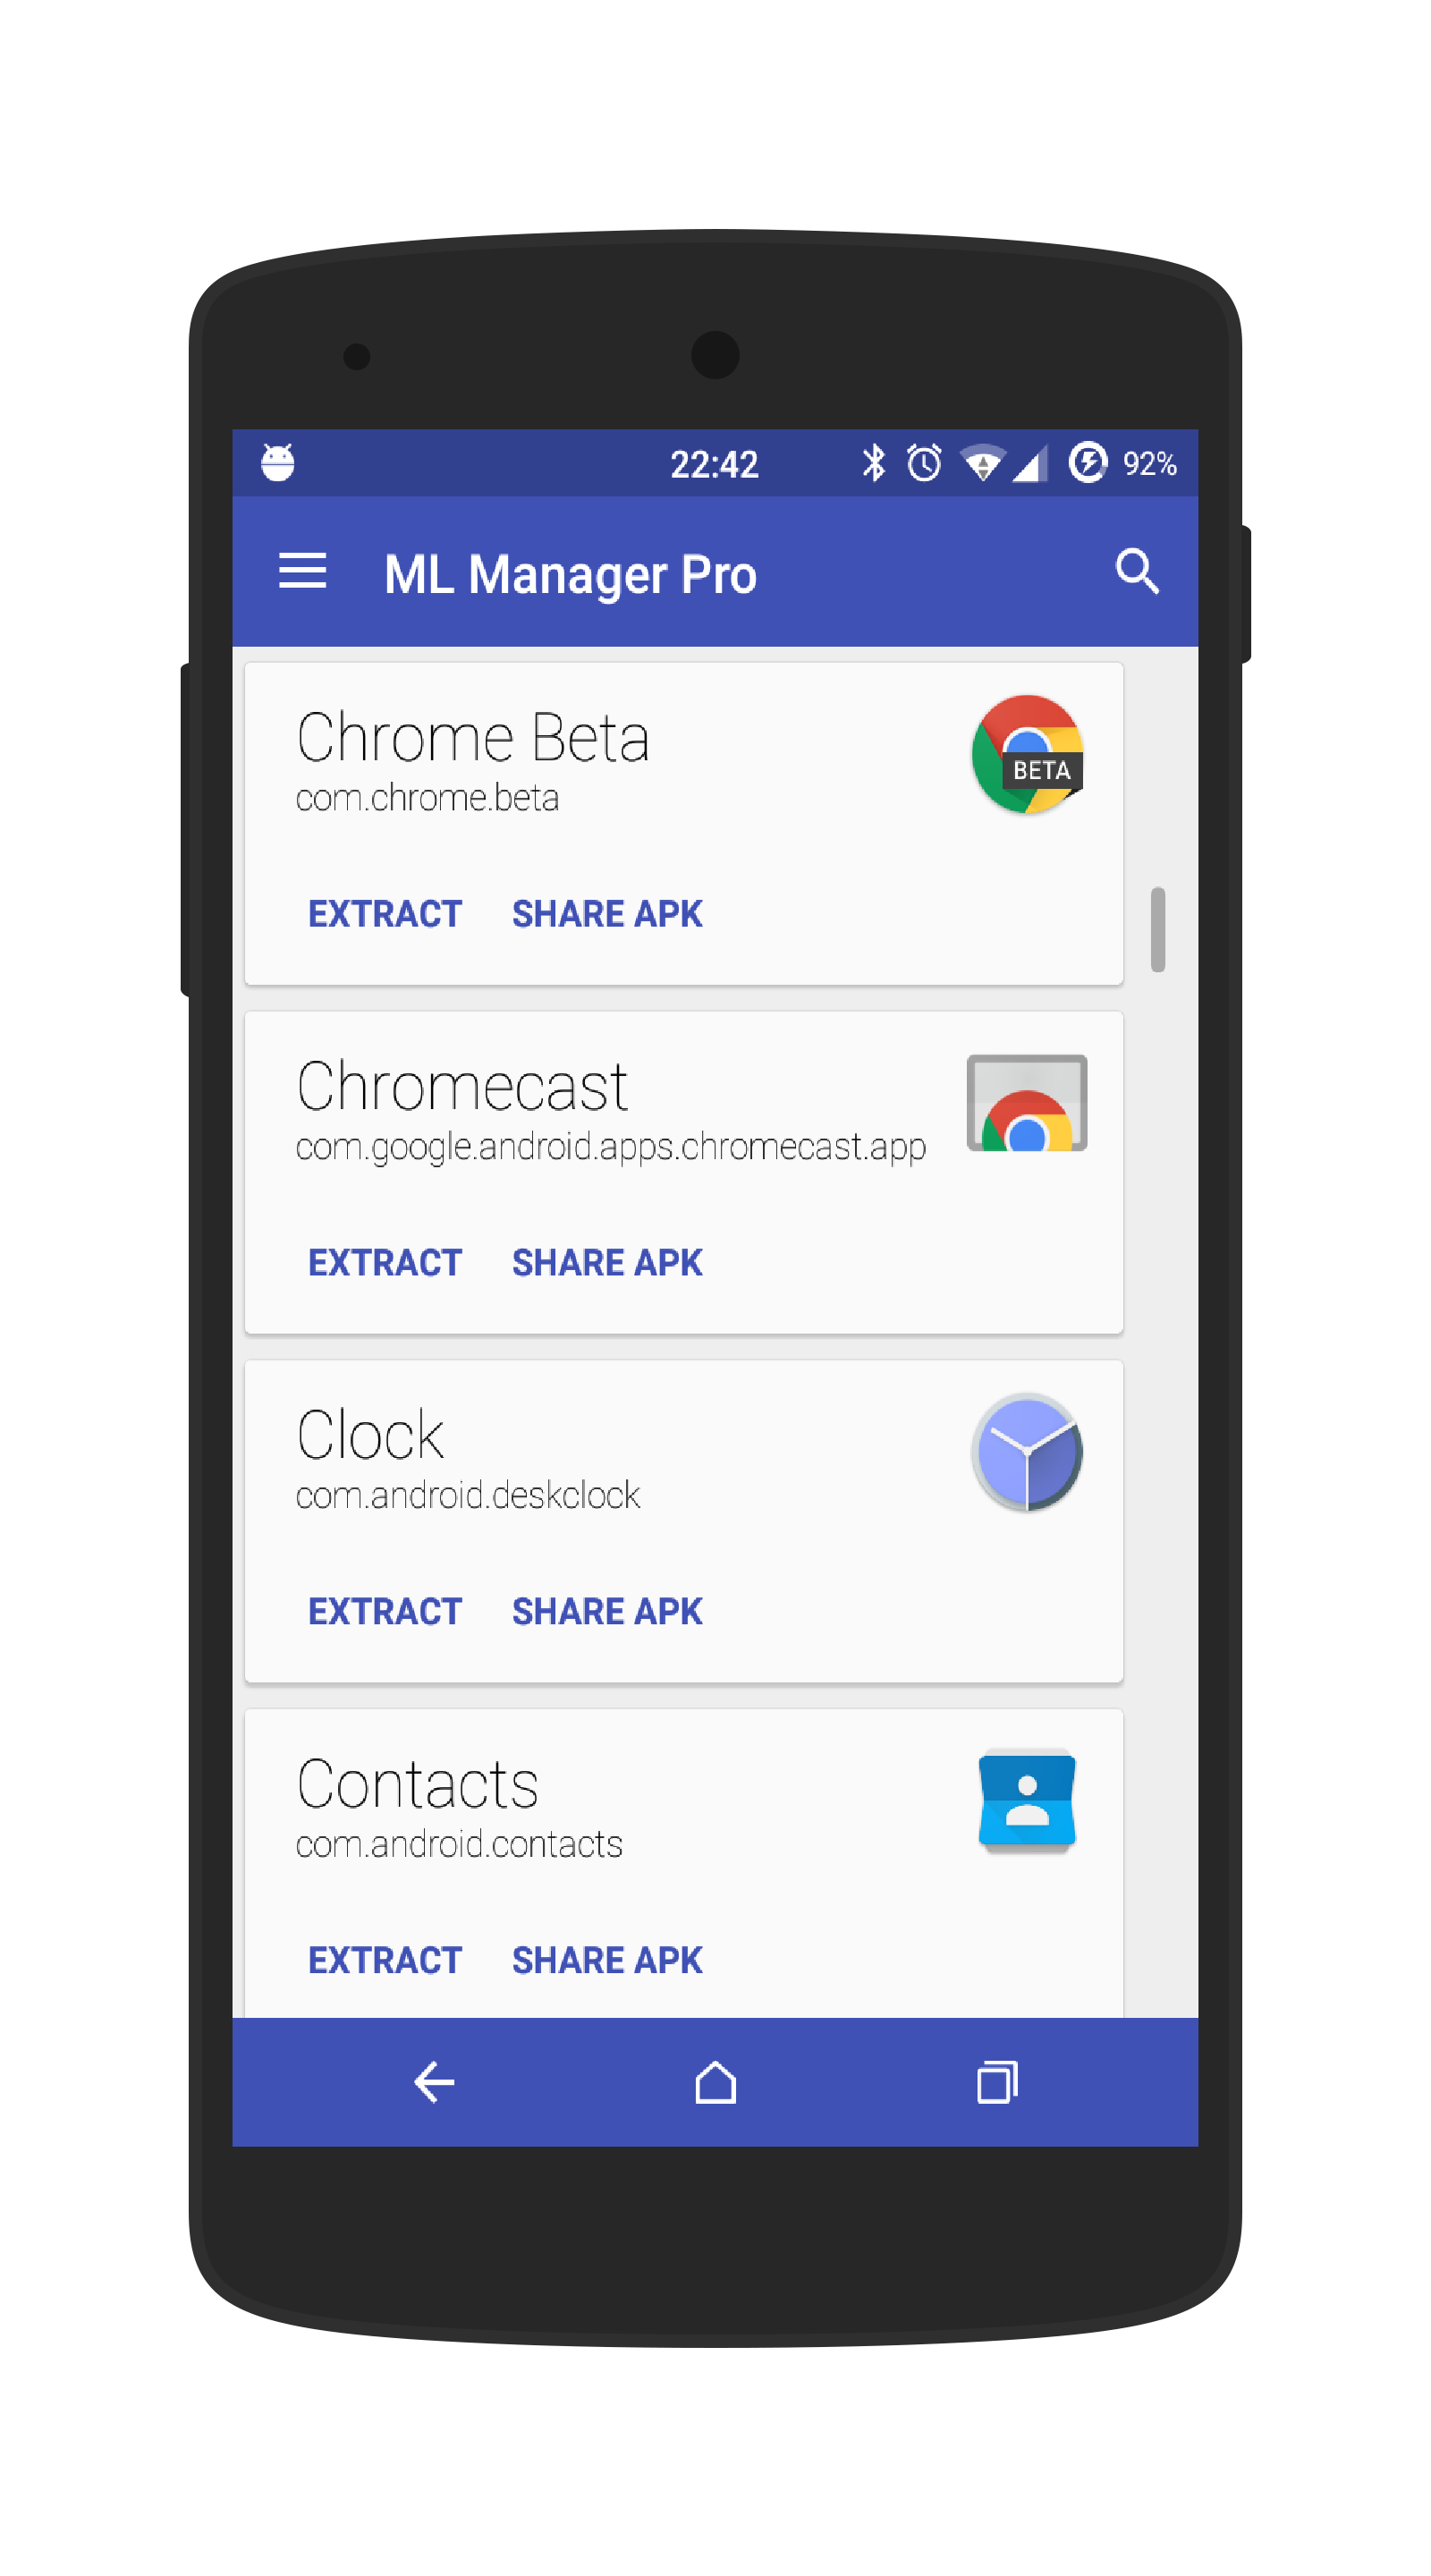 22:42 92%
ML Manager Pro
Chrome Beta
BETA
com.chrome.beta
EXTRACT SHARE APK
Chromecast
com.google.android.apps.chromecast.app
EXTRACT SHARE APK
Clock
com.android.deskclock
EXTRACT SHARE APK
Contacts
com.android.contacts
EXTRACT SHARE APK